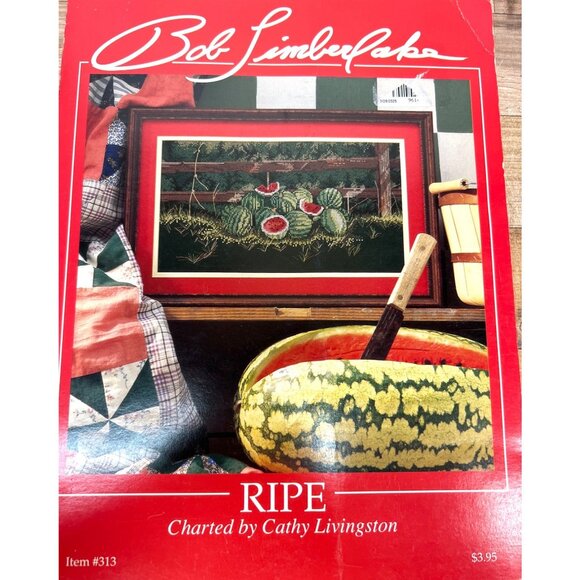 Bob Timberlake
RIPE
Charted by Cathy Livingston
Item #313
$3.95